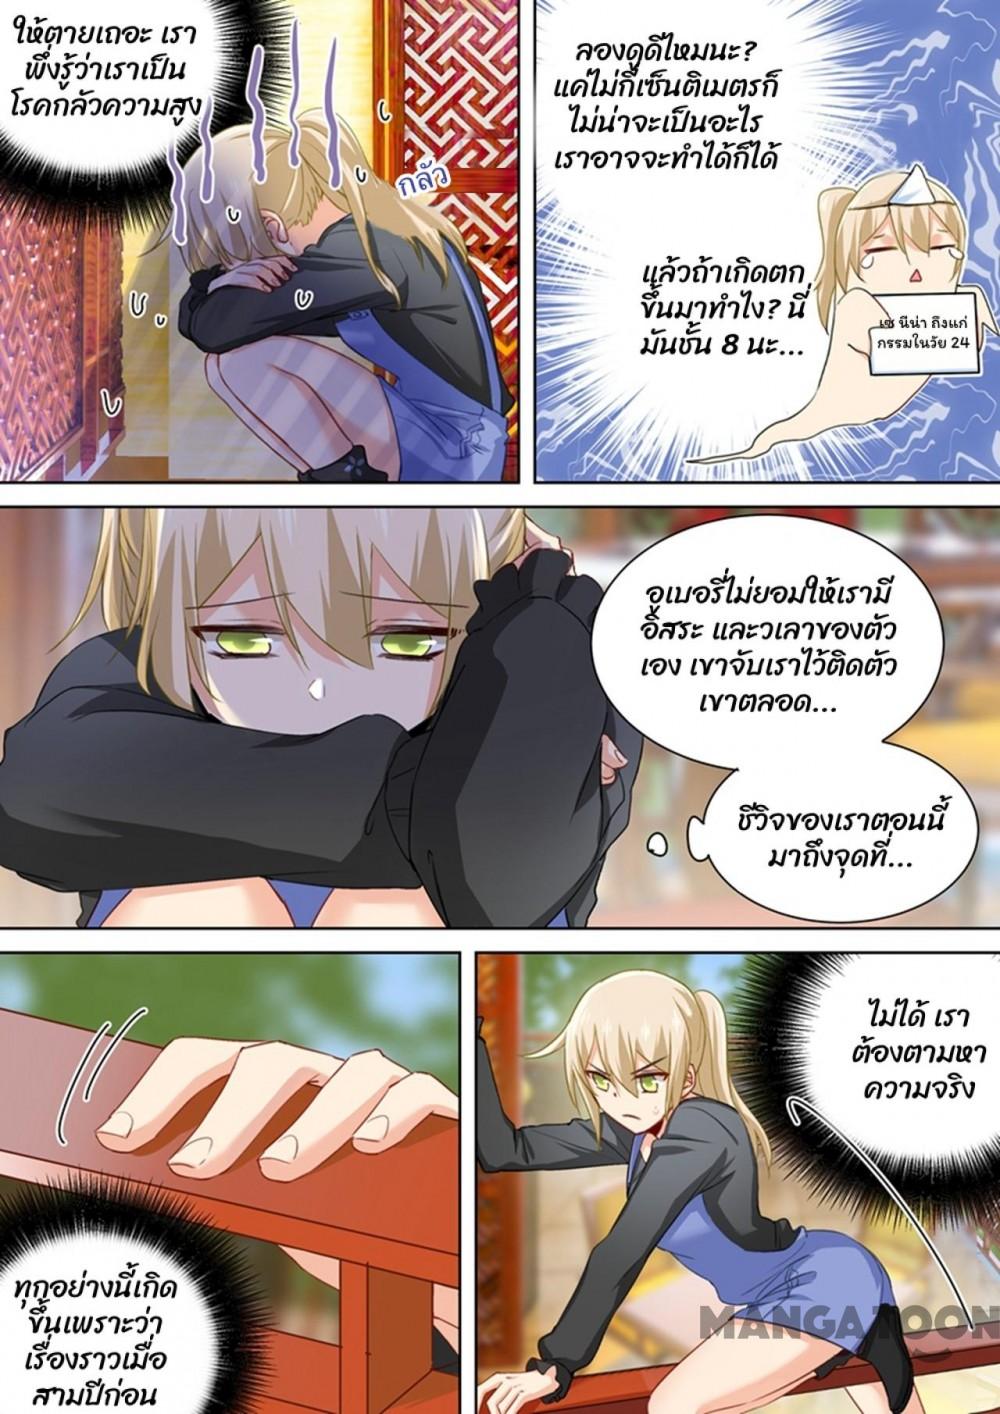 ให้ตายเถอะ เรา
พึ่งรู้ว่าเราเป็น
โรคกลัวความสูง
กลัว
ลองดูดีไหมนะ?
แค่ไม่กี่เซ็นติเมตรก็
ไม่น่าจะเป็นอะไร
เราอาจจะทำได้ก็ได้
แล้วถ้าเกิดตก
ขึ้นมาทำไง? นี่
มันชั้น 8 นะ...
เซ นีน่า ถึงแก่
กรรมในวัย 24
อูเบอรี่ไม่ยอมให้เรามี
อิสระ และเวลาของตัว
เอง เขาจับเราไว้ติดตัว
เขาตลอด...
ชีวิจของเราตอนนี้
มาถึงจุดที่...
ทุกอย่างนี้เกิด
ขึ้นเพราะว่า
เรื่องราวเมื่อ
สามปีก่อน
ไม่ได้ เรา
ต้องตามหา
ความจริง
MANGATOON